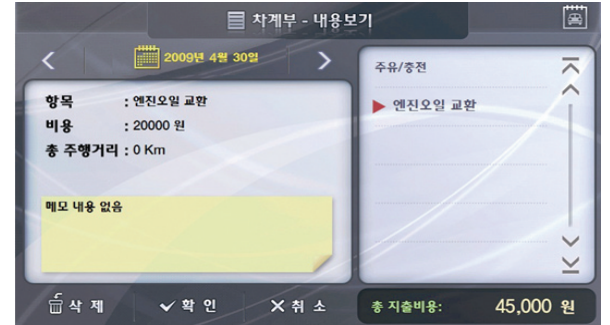 차계부 - 내용보기
2009년 4월 30일
항목 : 엔진오일 교환
비용 : 20000 원
총 주행거리 : 0 Km
메모 내용 없음
주유/충전
엔진오일 교환
삭 제
확 인
취 소
총 지출비용: 45,000 원